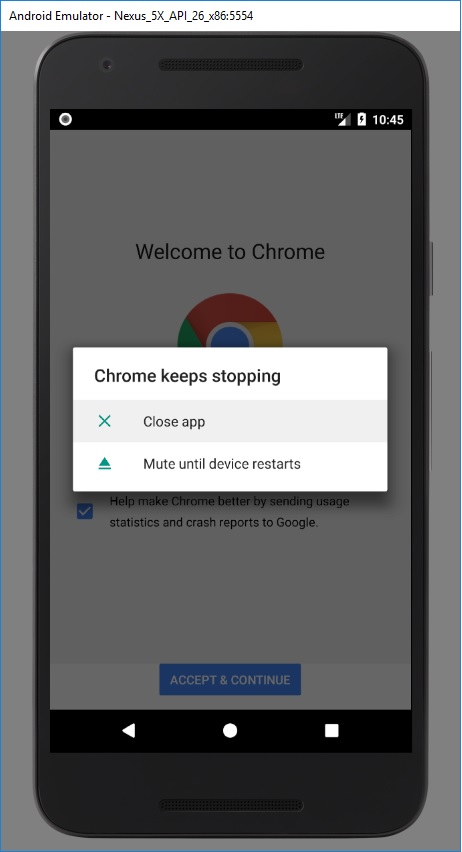 Android Emulator - Nexus_5X_API_26_x86:5554
LTE 10:45
Welcome to Chrome
Chrome keeps stopping
Close app
Mute until device restarts
Help make Chrome better by sending usage
statistics and crash reports to Google.
ACCEPT & CONTINUE